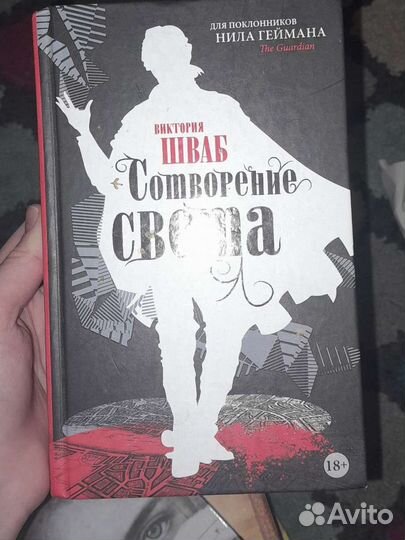 ДЛЯ ПОКЛОННИКОВ
НИЛА ГЕЙМАНА
The Guardian
ВИКТОРИЯ
ШВАБ
Сотворение
света
18+
Avito